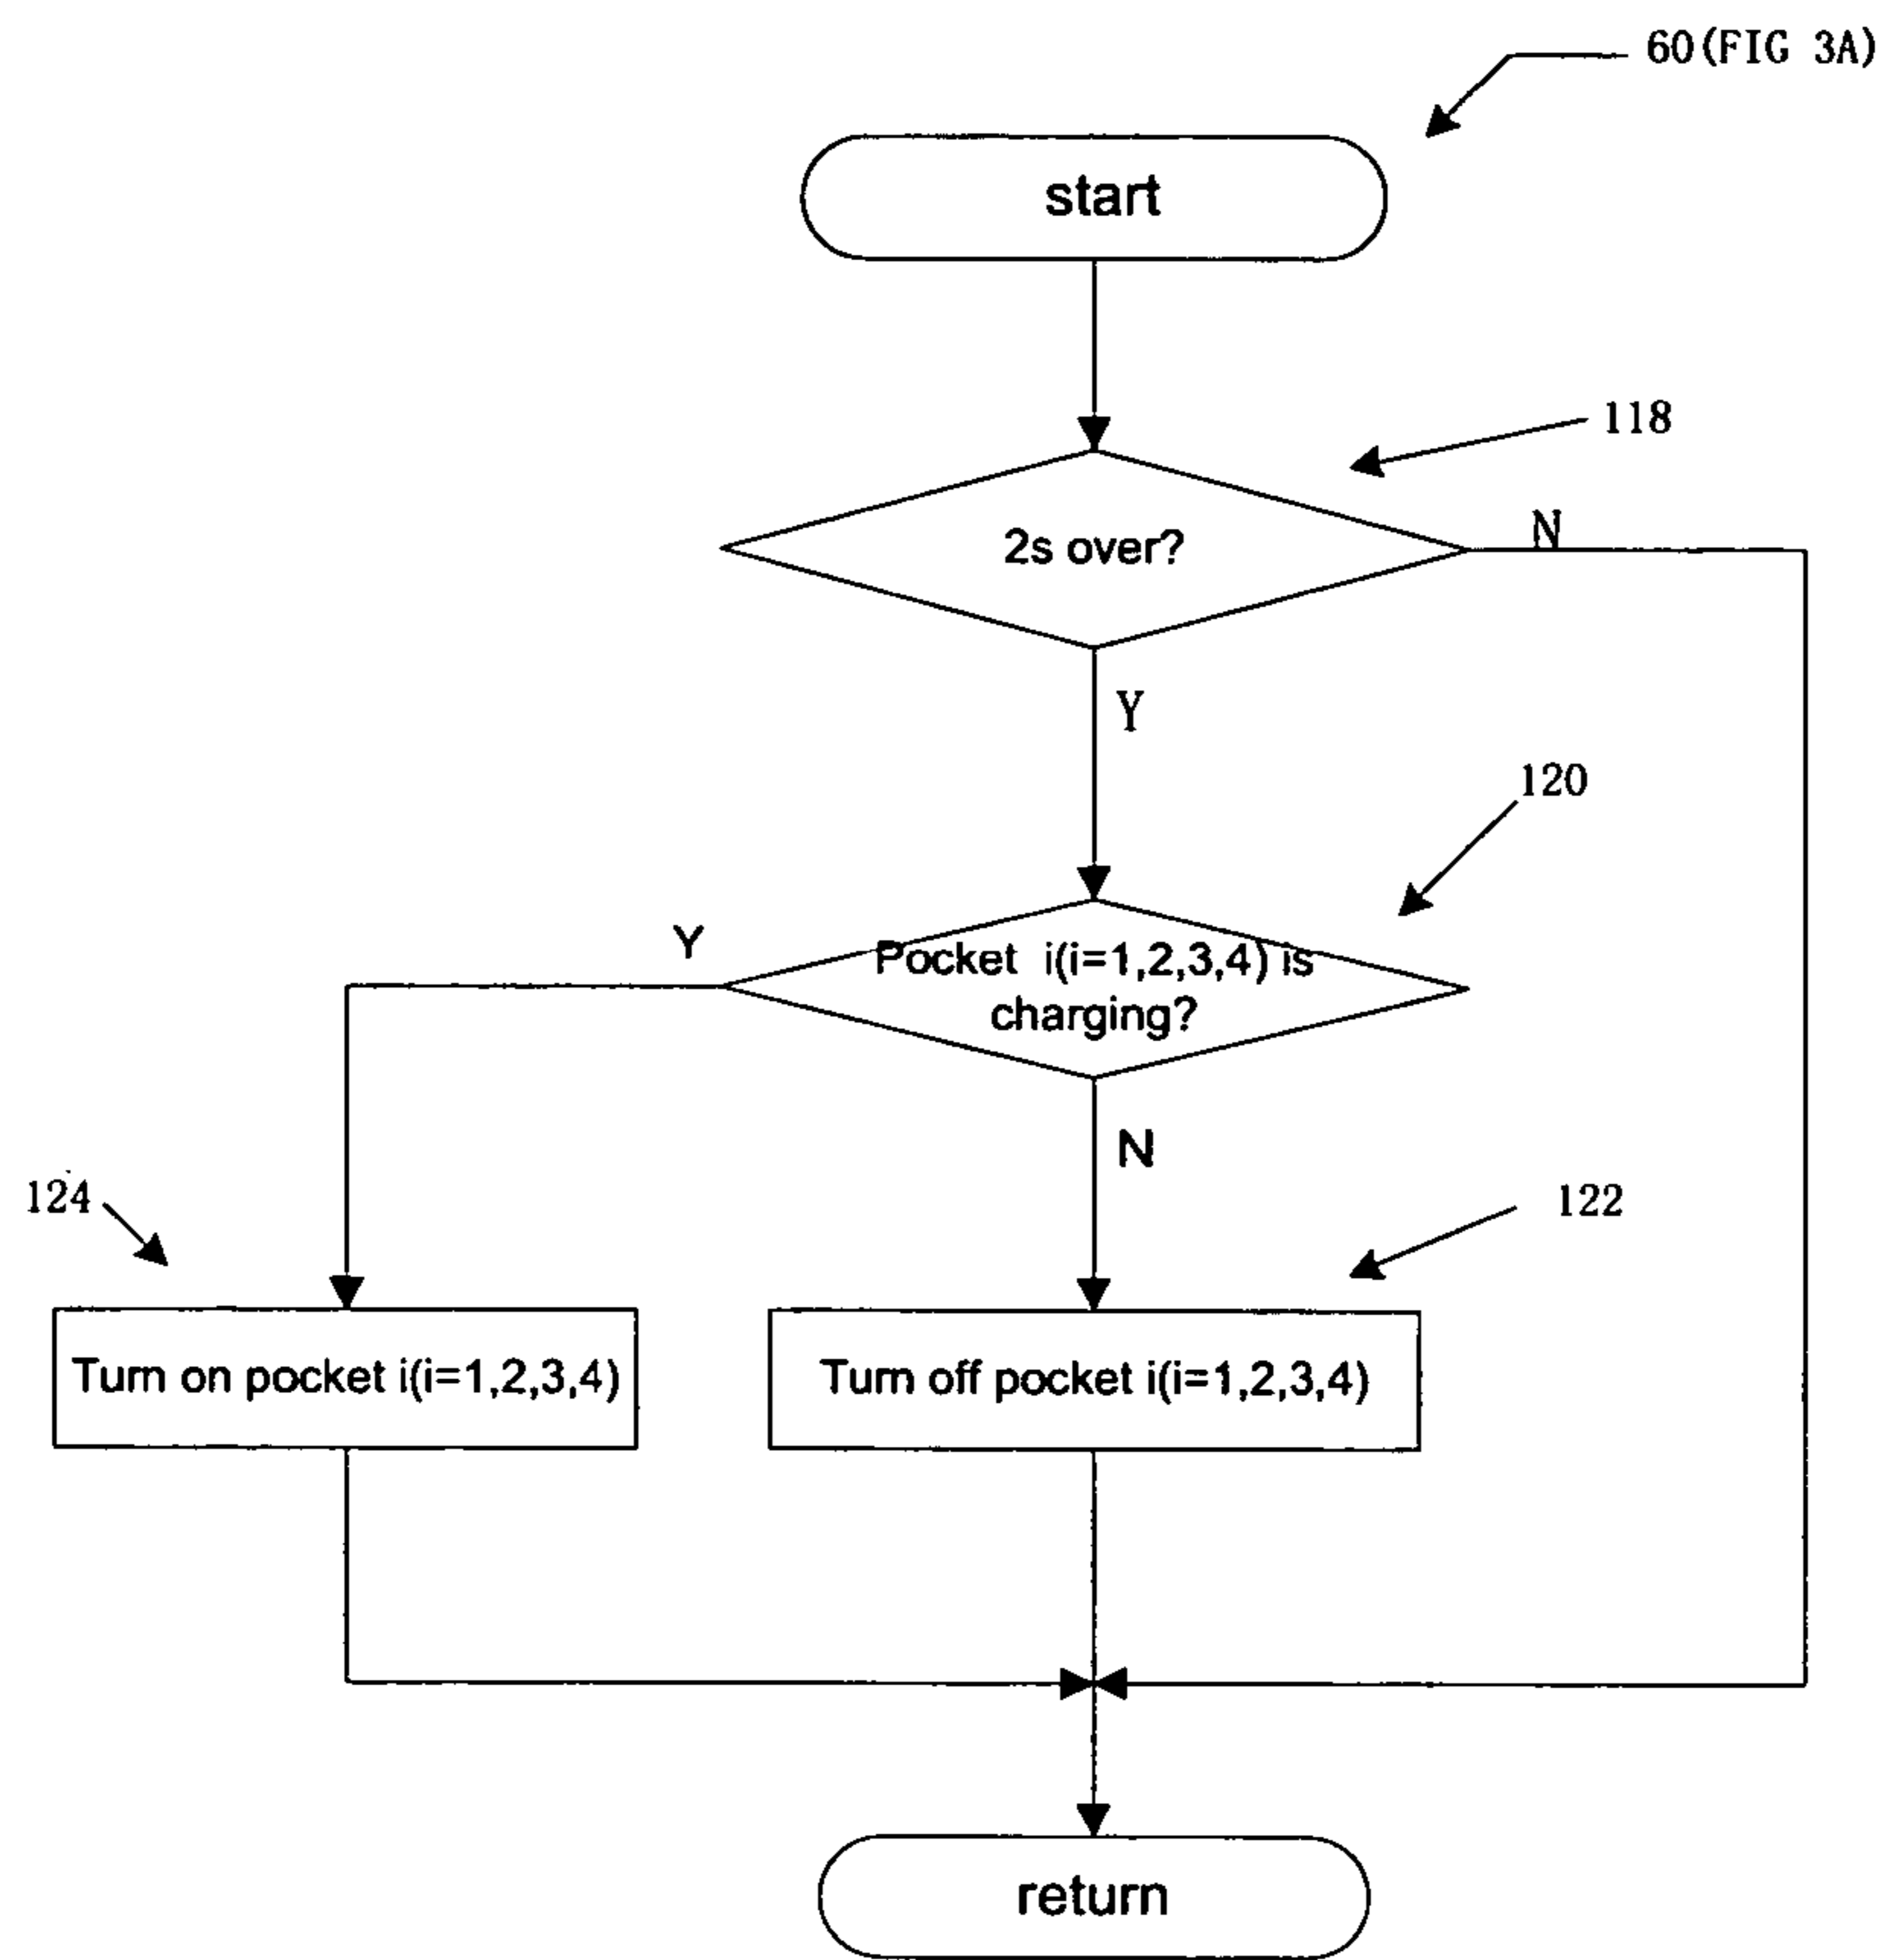 60(FIG 3A)
start
118
2s over?
N
Y
120
Y
Pocket i(i=1,2,3,4) is
charging?
N
124
122
Turn on pocket i(i=1,2,3,4)
Turn off pocket i(i=1,2,3,4)
return